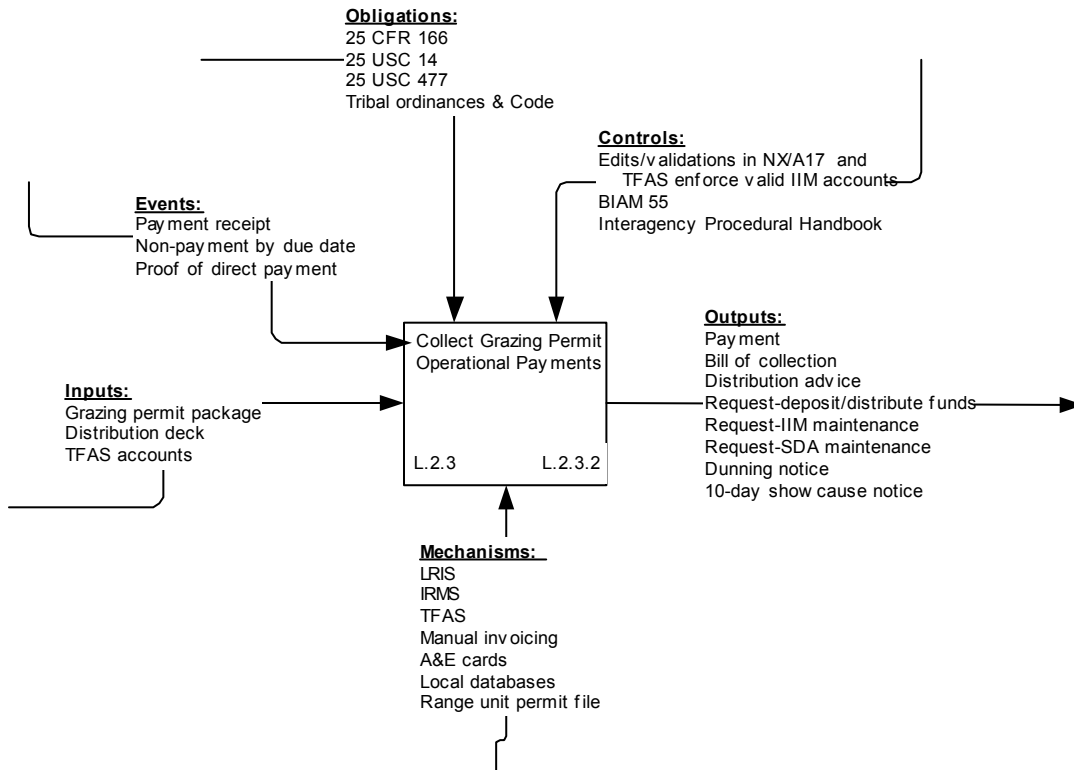 Obligations:
25 CFR 166
25 USC 14
25 USC 477
Tribal ordinances & Code
Controls:
Edits/validations in NX/A17 and
TFAS enforce valid IIM accounts
BIAM 55
Interagency Procedural Handbook
Events:
Payment receipt
Non-payment by due date
Proof of direct payment
Collect Grazing Permit
Operational Payments
L.2.3 L.2.3.2
Inputs:
Grazing permit package
Distribution deck
TFAS accounts
Outputs:
Payment
Bill of collection
Distribution advice
Request-deposit/distribute funds
Request-IIM maintenance
Request-SDA maintenance
Dunning notice
10-day show cause notice
Mechanisms:
LRIS
IRMS
TFAS
Manual invoicing
A&E cards
Local databases
Range unit permit file